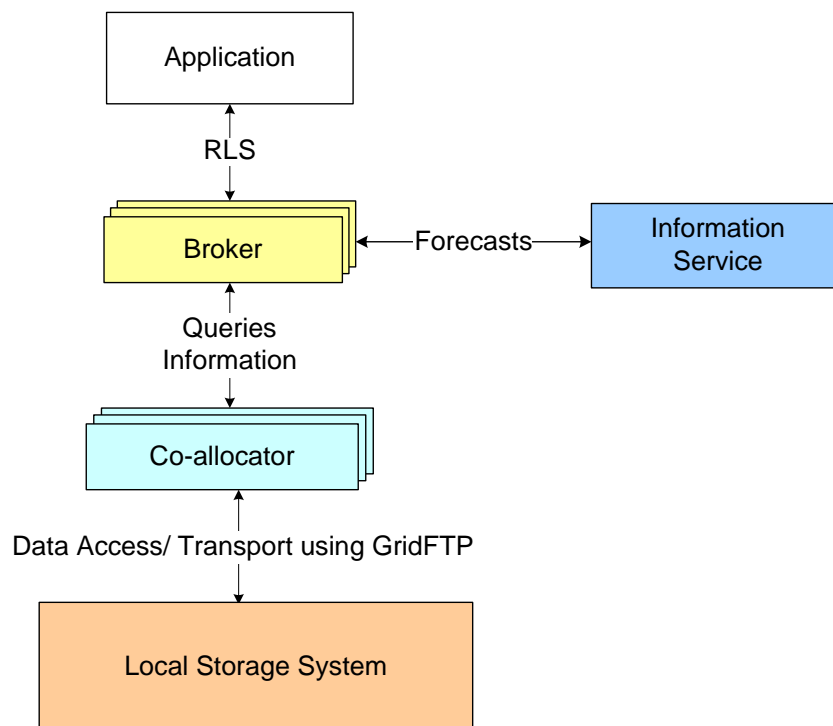 Application
RLS
Broker
Forecasts
Information
Service
Queries
Information
Co-allocator
Data Access/ Transport using GridFTP
Local Storage System